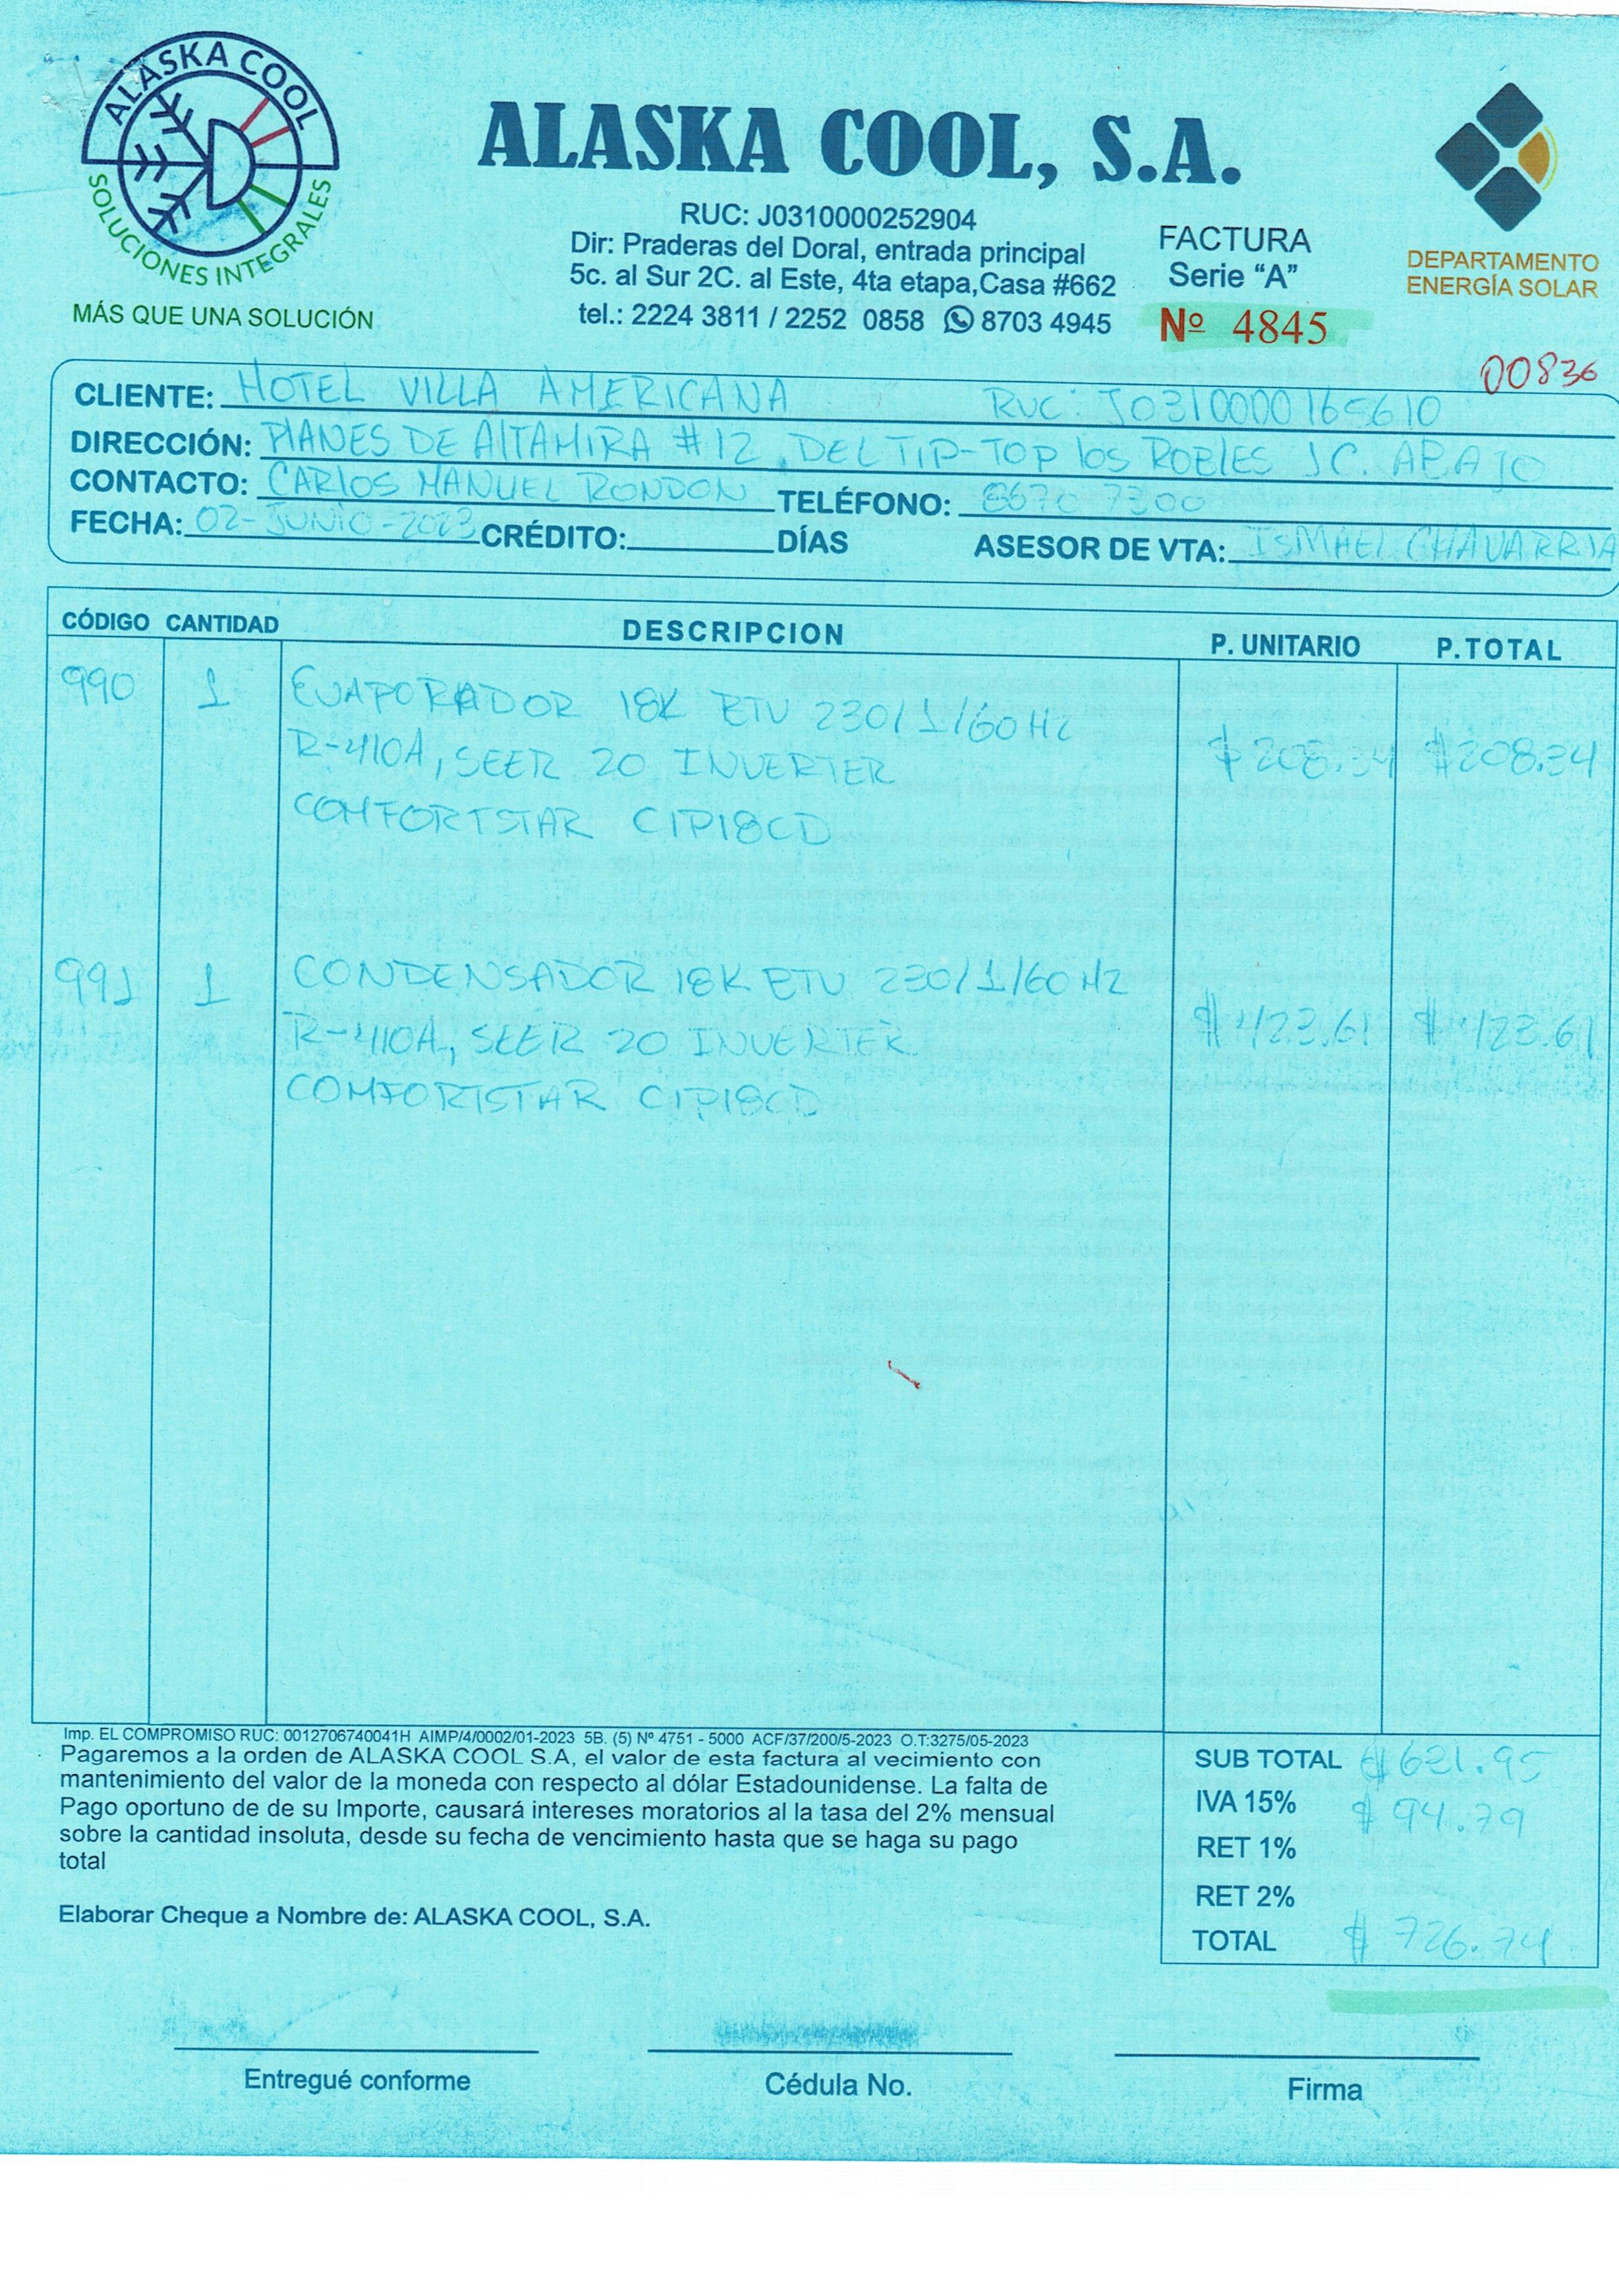 ALASKA COOL
SOLUCIONES INTEGRALES
MÁS QUE UNA SOLUCIÓN
ALASKA COOL, S.A.
RUC: J0310000252904
Dir: Praderas del Doral, entrada principal
5c. al Sur 2C. al Este, 4ta etapa,Casa #662
tel.: 2224 3811 / 2252 0858 8703 4945
FACTURA
Serie “A”
Nº 4845
DEPARTAMENTO
ENERGÍA SOLAR
00836
CLIENTE: HOTEL VILLA AMERICANA RUC: J0310000165610
DIRECCIÓN: PLANES DE ALTAMIRA #12, DEL TIP-TOP LOS ROBLES 1C. ABAJO
CONTACTO: CARLOS MANUEL RONDON TELÉFONO: 8670 7300
FECHA: 02-JUNIO-2023 CRÉDITO: DÍAS ASESOR DE VTA: ISMAEL CHAVARRIA
CÓDIGO CANTIDAD DESCRIPCION P. UNITARIO P.TOTAL
990 1 EVAPORADOR 18K BTU 230/1/60HZ
R-410A, SEER 20 INVERTER $208.34 $208.34
COMFORTSTAR CIP18CD
991 1 CONDENSADOR 18K BTU 230/1/60HZ
R-410A, SEER 20 INVERTER $423.61 $423.61
COMFORTSTAR CIP18CD
Imp. EL COMPROMISO RUC: 0012706740041H AIMP/4/0002/01-2023 5B. (5) Nº 4751 - 5000 ACF/37/200/5-2023 O.T:3275/05-2023
Pagaremos a la orden de ALASKA COOL S.A, el valor de esta factura al vecimiento con
mantenimiento del valor de la moneda con respecto al dólar Estadounidense. La falta de
Pago oportuno de de su Importe, causará intereses moratorios al la tasa del 2% mensual
sobre la cantidad insoluta, desde su fecha de vencimiento hasta que se haga su pago
total
Elaborar Cheque a Nombre de: ALASKA COOL, S.A.
SUB TOTAL $631.95
IVA 15% $94.79
RET 1%
RET 2%
TOTAL $726.74
Entregué conforme
Cédula No.
Firma